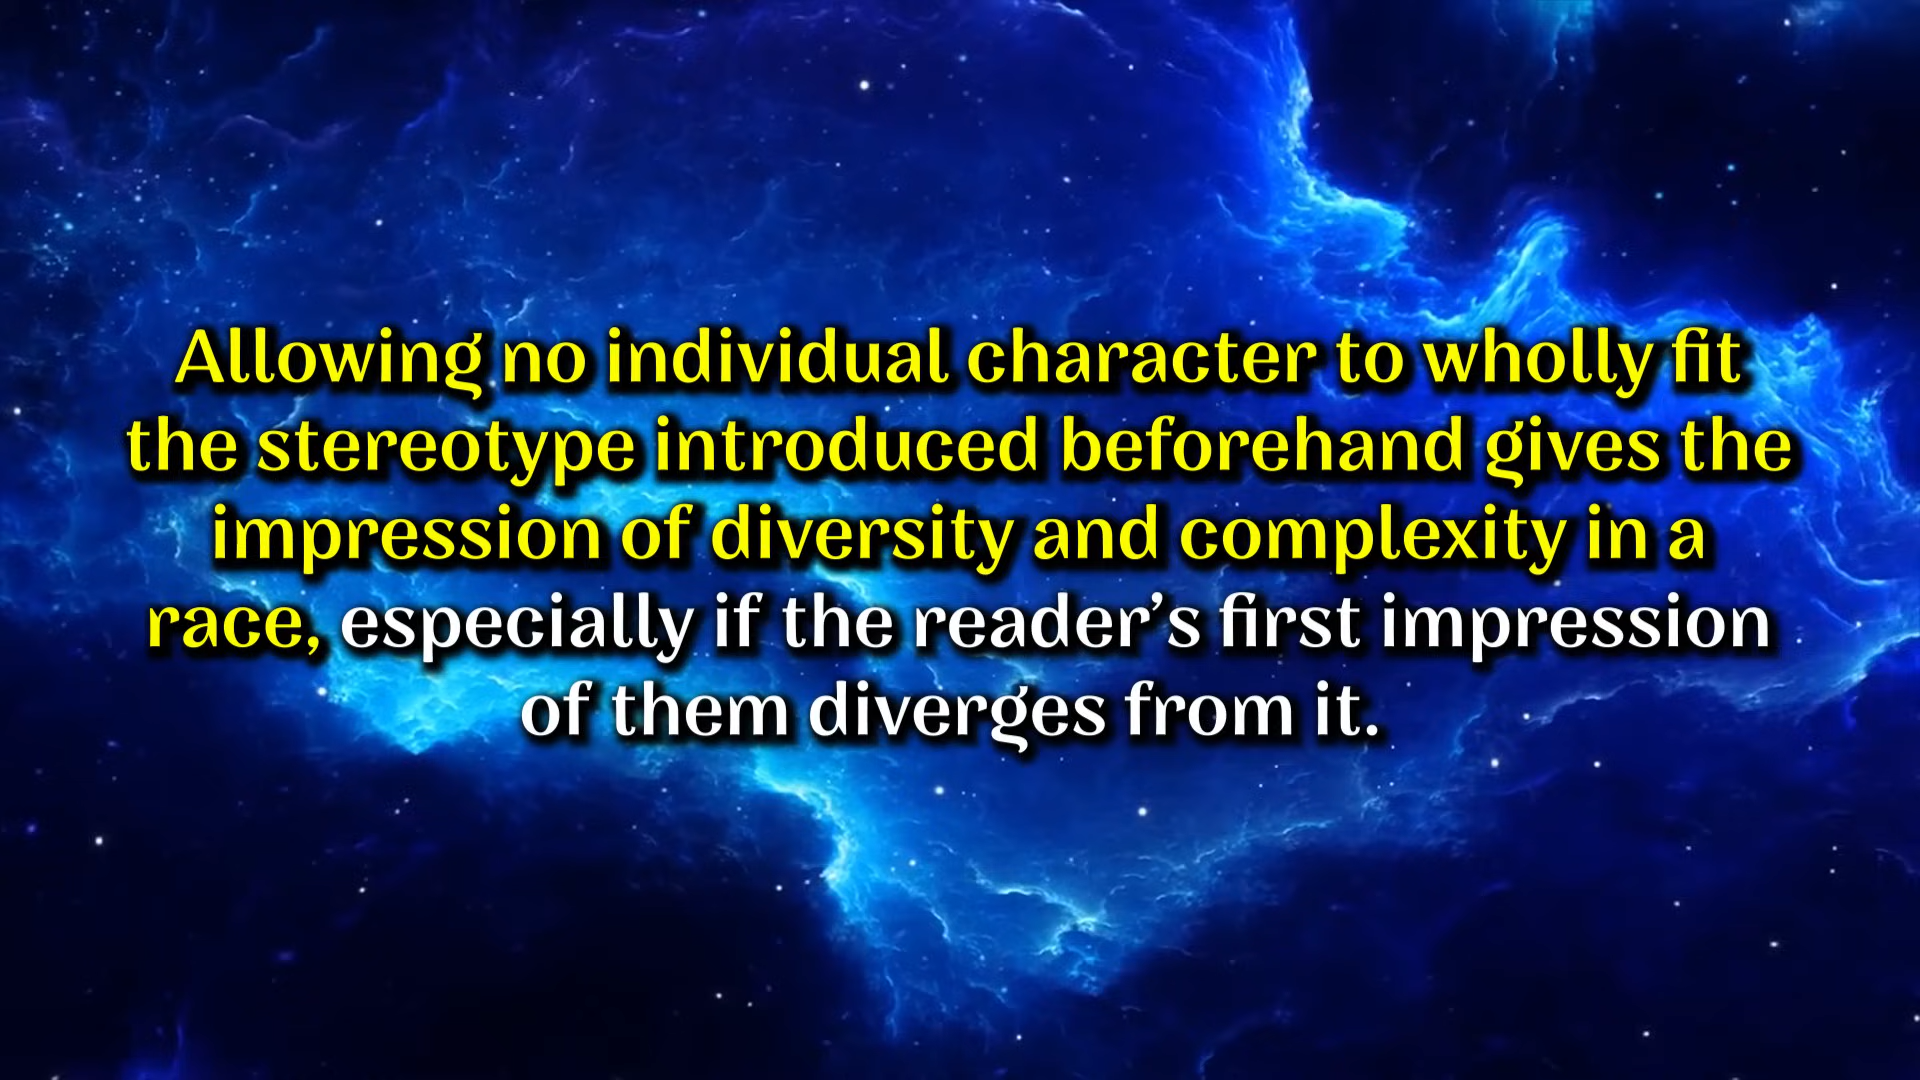 Allowing no individual character to wholly fit
the stereotype introduced beforehand gives the
impression of diversity and complexity in a
race, especially if the reader’s first impression
of them diverges from it.